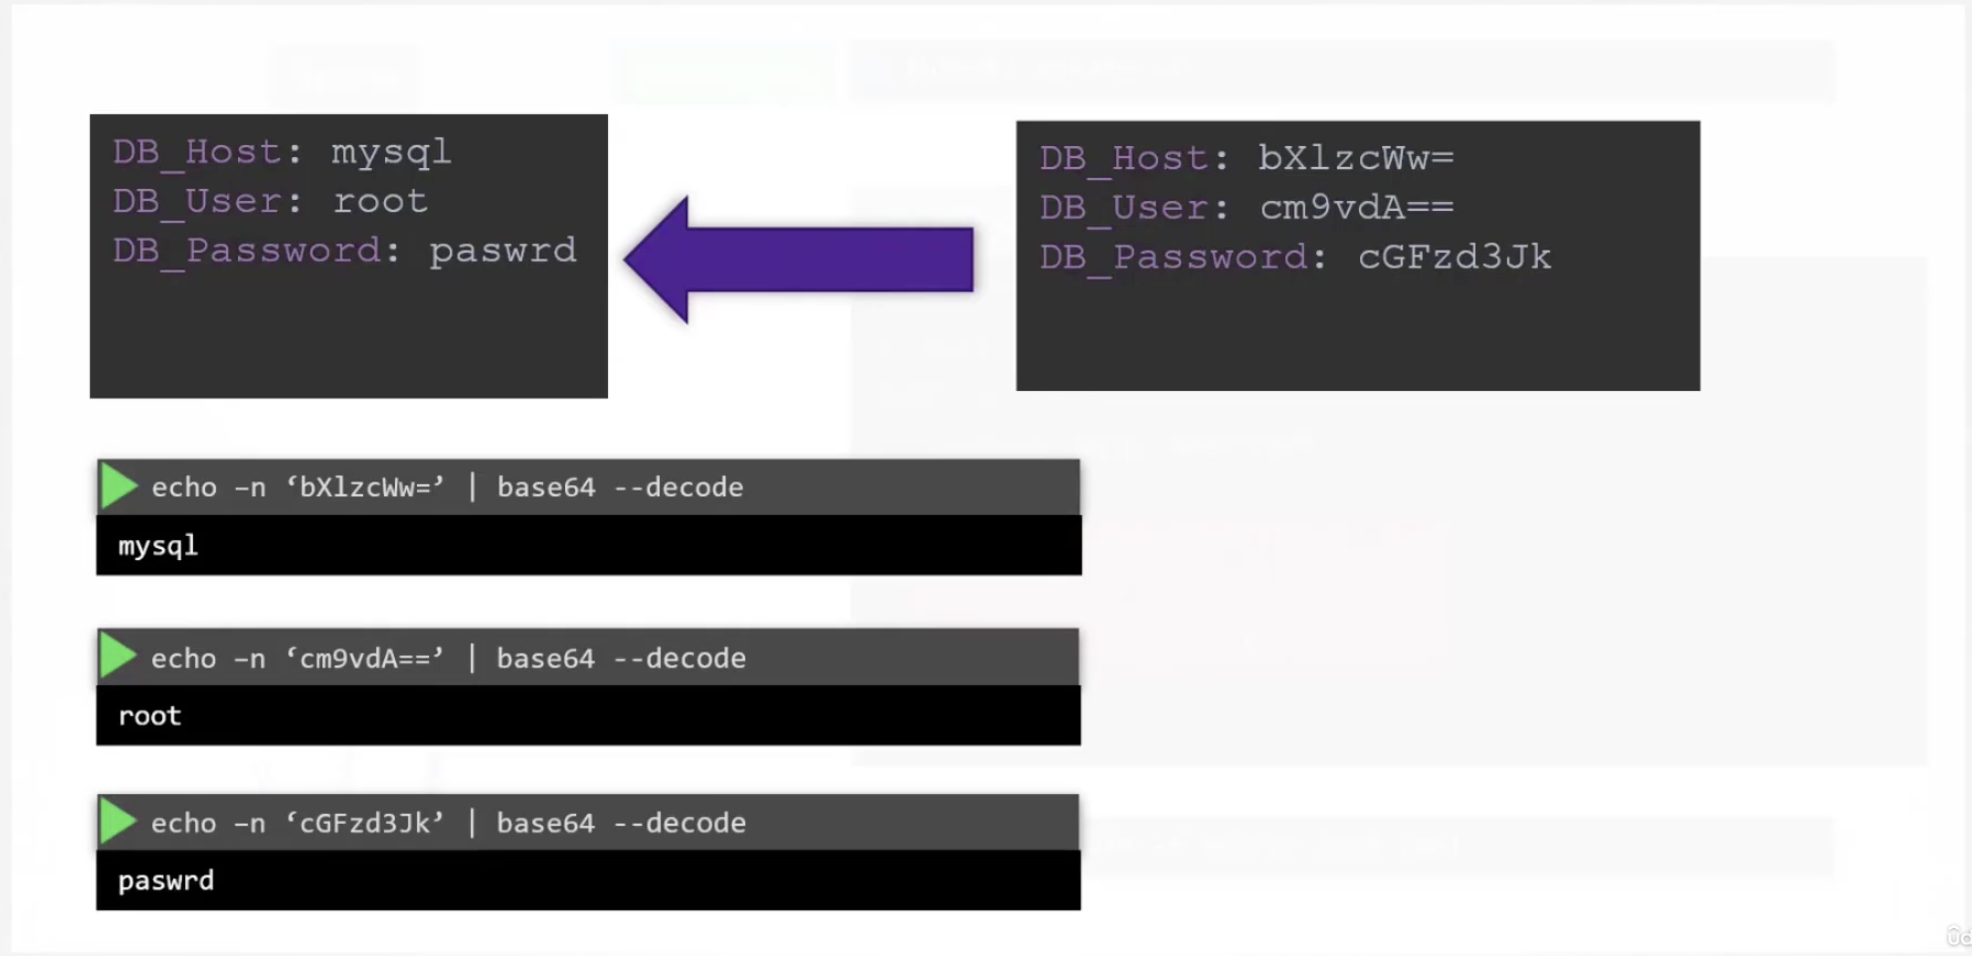 DB_Host: mysql
DB_User: root
DB_Password: paswrd
DB_Host: bXlzcWw=
DB_User: cm9vdA==
DB_Password: cGFzd3Jk
echo –n ‘bXlzcWw=’ | base64 --decode
mysql
echo –n ‘cm9vdA==’ | base64 --decode
root
echo –n ‘cGFzd3Jk’ | base64 --decode
paswrd